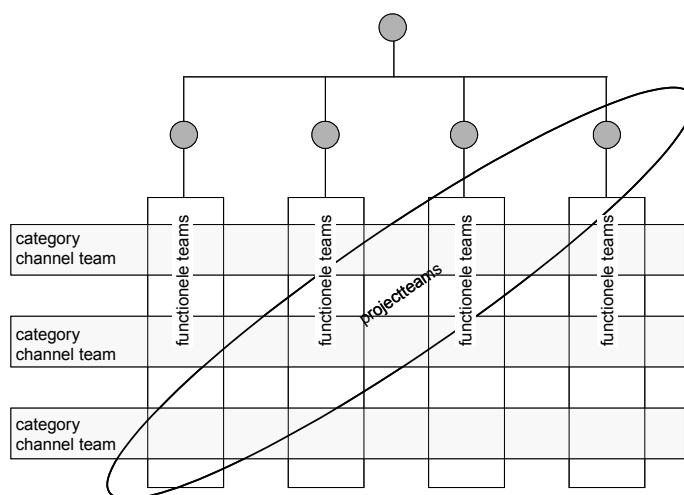 functionele teams
functionele teams
functionele teams
functionele teams
category
channel team
projectteams
category
channel team
category
channel team